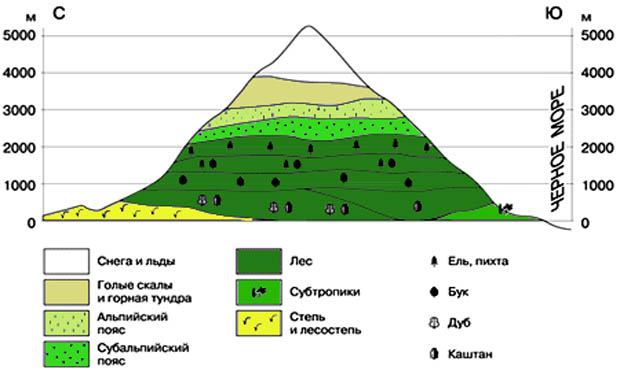 м С Ю м
5000 5000
4000 4000
3000 3000
2000 2000
1000 1000
0 0
ЧЕРНОЕ МОРЕ
Снега и льды
Голые скалы
и горная тундра
Альпийский
пояс
Субальпийский
пояс
Лес
Субтропики
Степь
и лесостепь
Ель, пихта
Бук
Дуб
Каштан